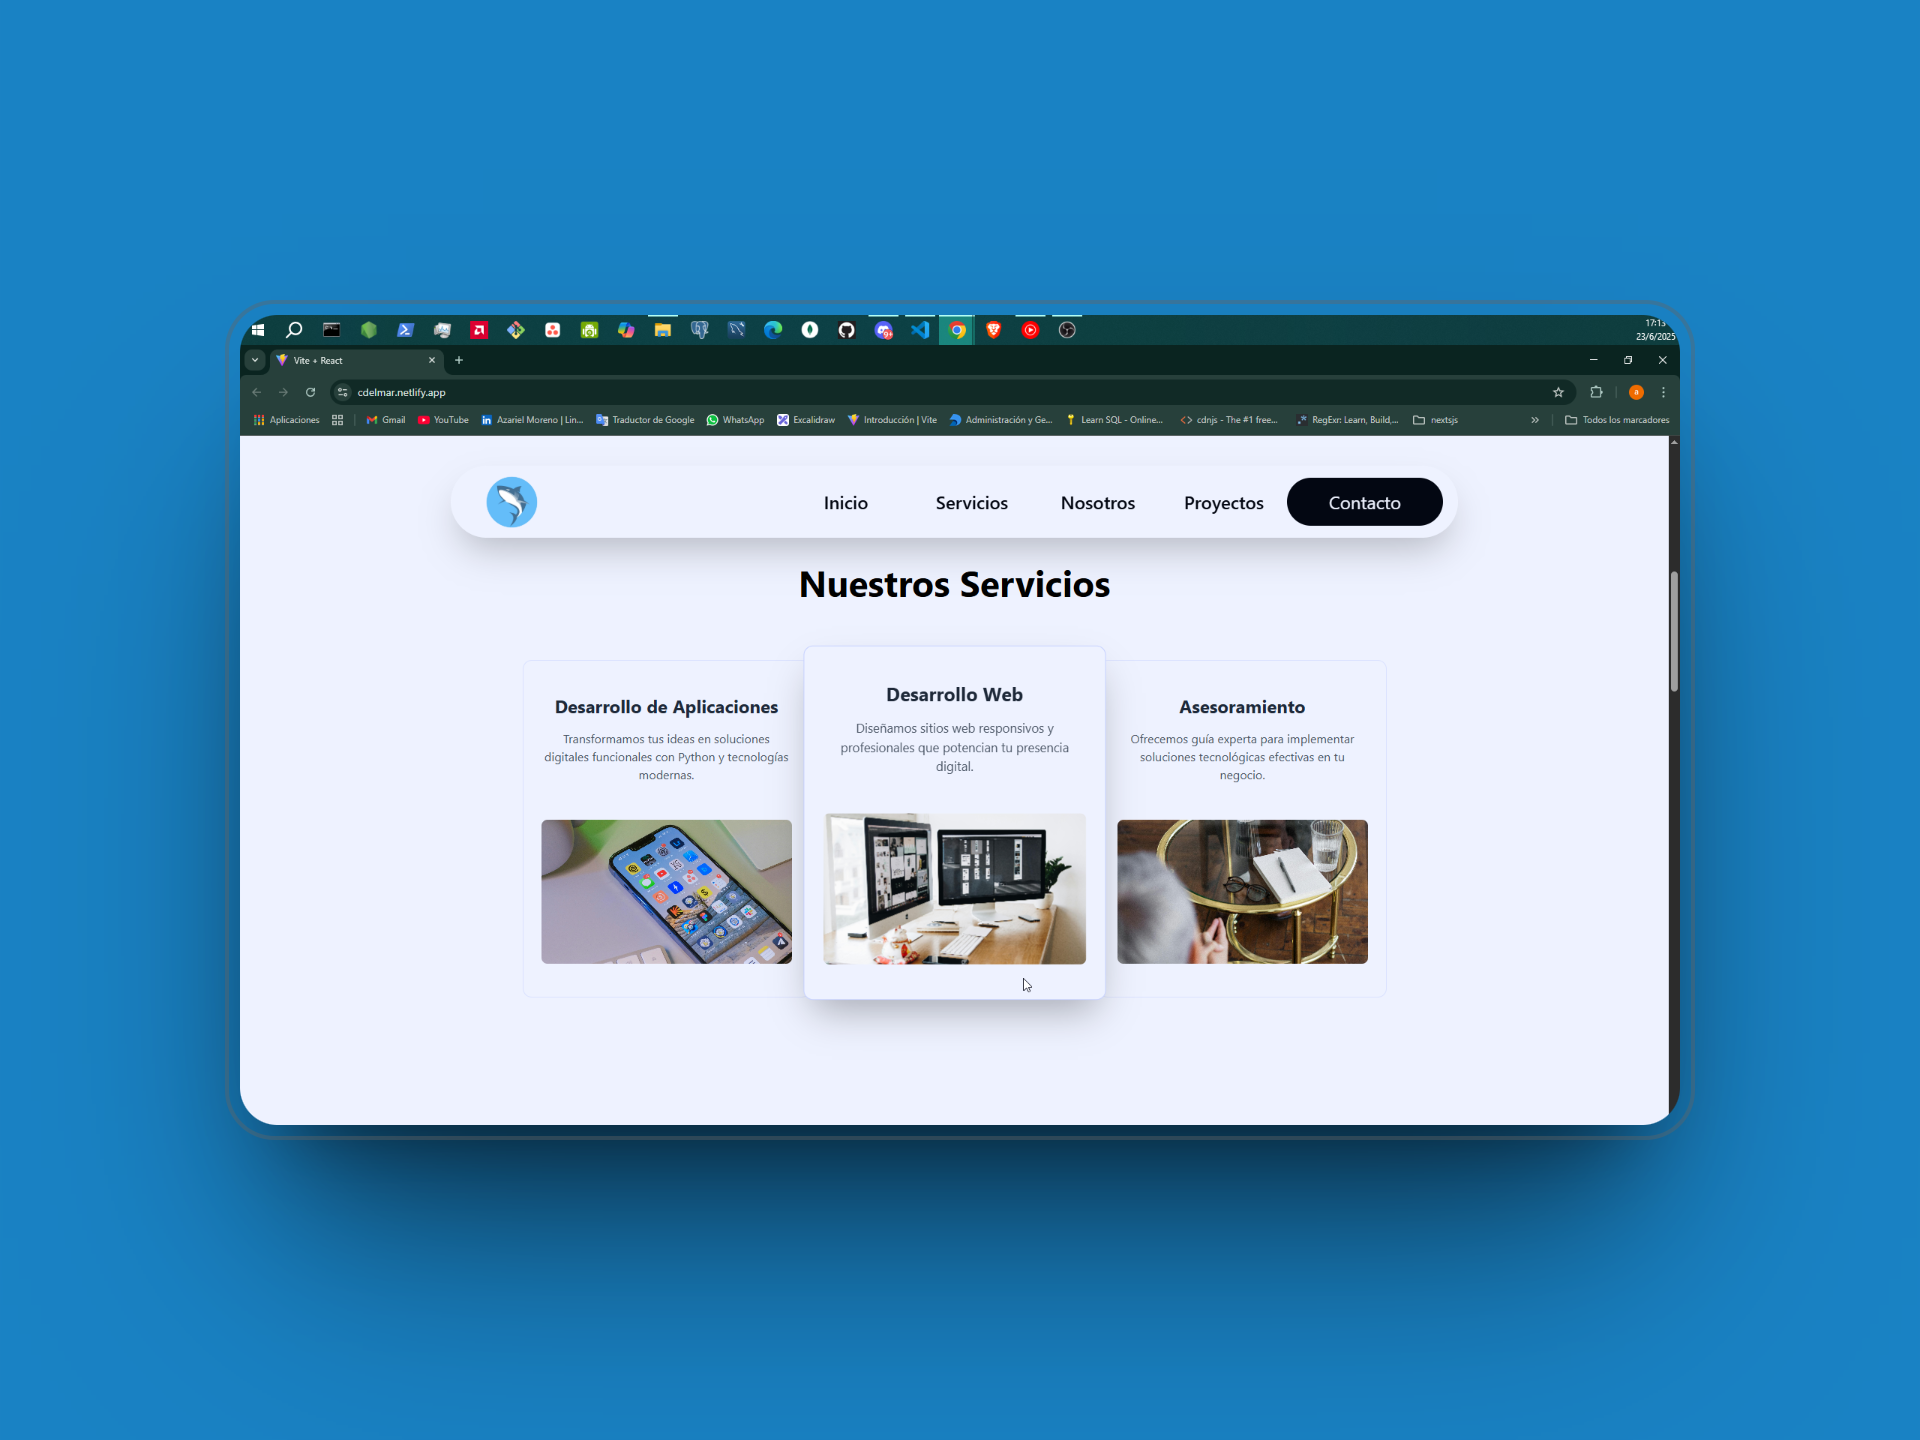 17:13
23/6/2025
Vite + React
cdelmar.netlify.app
Aplicaciones
Gmail
YouTube
Azariel Moreno | Lin...
Traductor de Google
WhatsApp
Excalidraw
Introducción | Vite
Administración y Ge...
Learn SQL - Online...
cdnjs - The #1 free...
RegExr: Learn, Build,...
nextsjs
Todos los marcadores
Inicio
Servicios
Nosotros
Proyectos
Contacto
Nuestros Servicios
Desarrollo de Aplicaciones
Transformamos tus ideas en soluciones
digitales funcionales con Python y tecnologías
modernas.
Desarrollo Web
Diseñamos sitios web responsivos y
profesionales que potencian tu presencia
digital.
Asesoramiento
Ofrecemos guía experta para implementar
soluciones tecnológicas efectivas en tu
negocio.